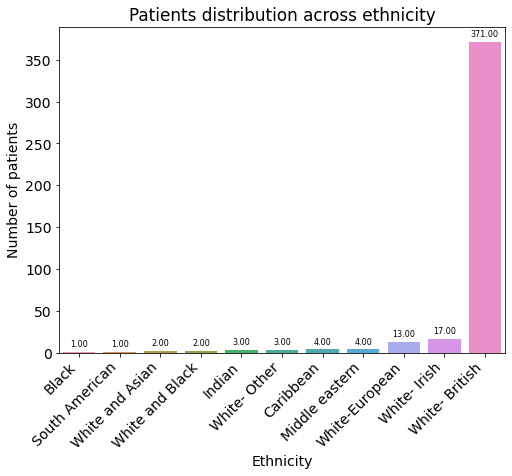 Patients distribution across ethnicity
Number of patients
350
300
250
200
150
100
50
0
1.00
1.00
2.00
2.00
3.00
3.00
4.00
4.00
13.00
17.00
371.00
Black
South American
White and Asian
White and Black
Indian
White- Other
Caribbean
Middle eastern
White-European
White- Irish
White- British
Ethnicity